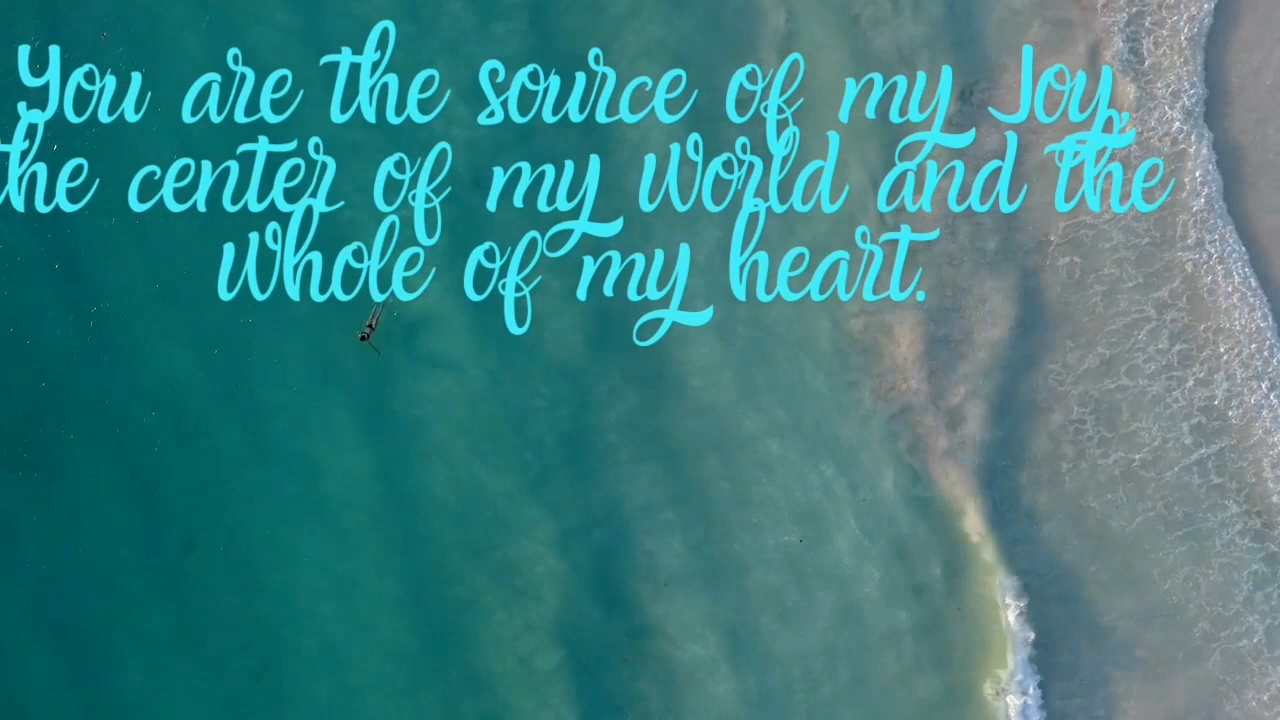 You are the source of my Joy,
the center of my World and the
Whole of my heart.